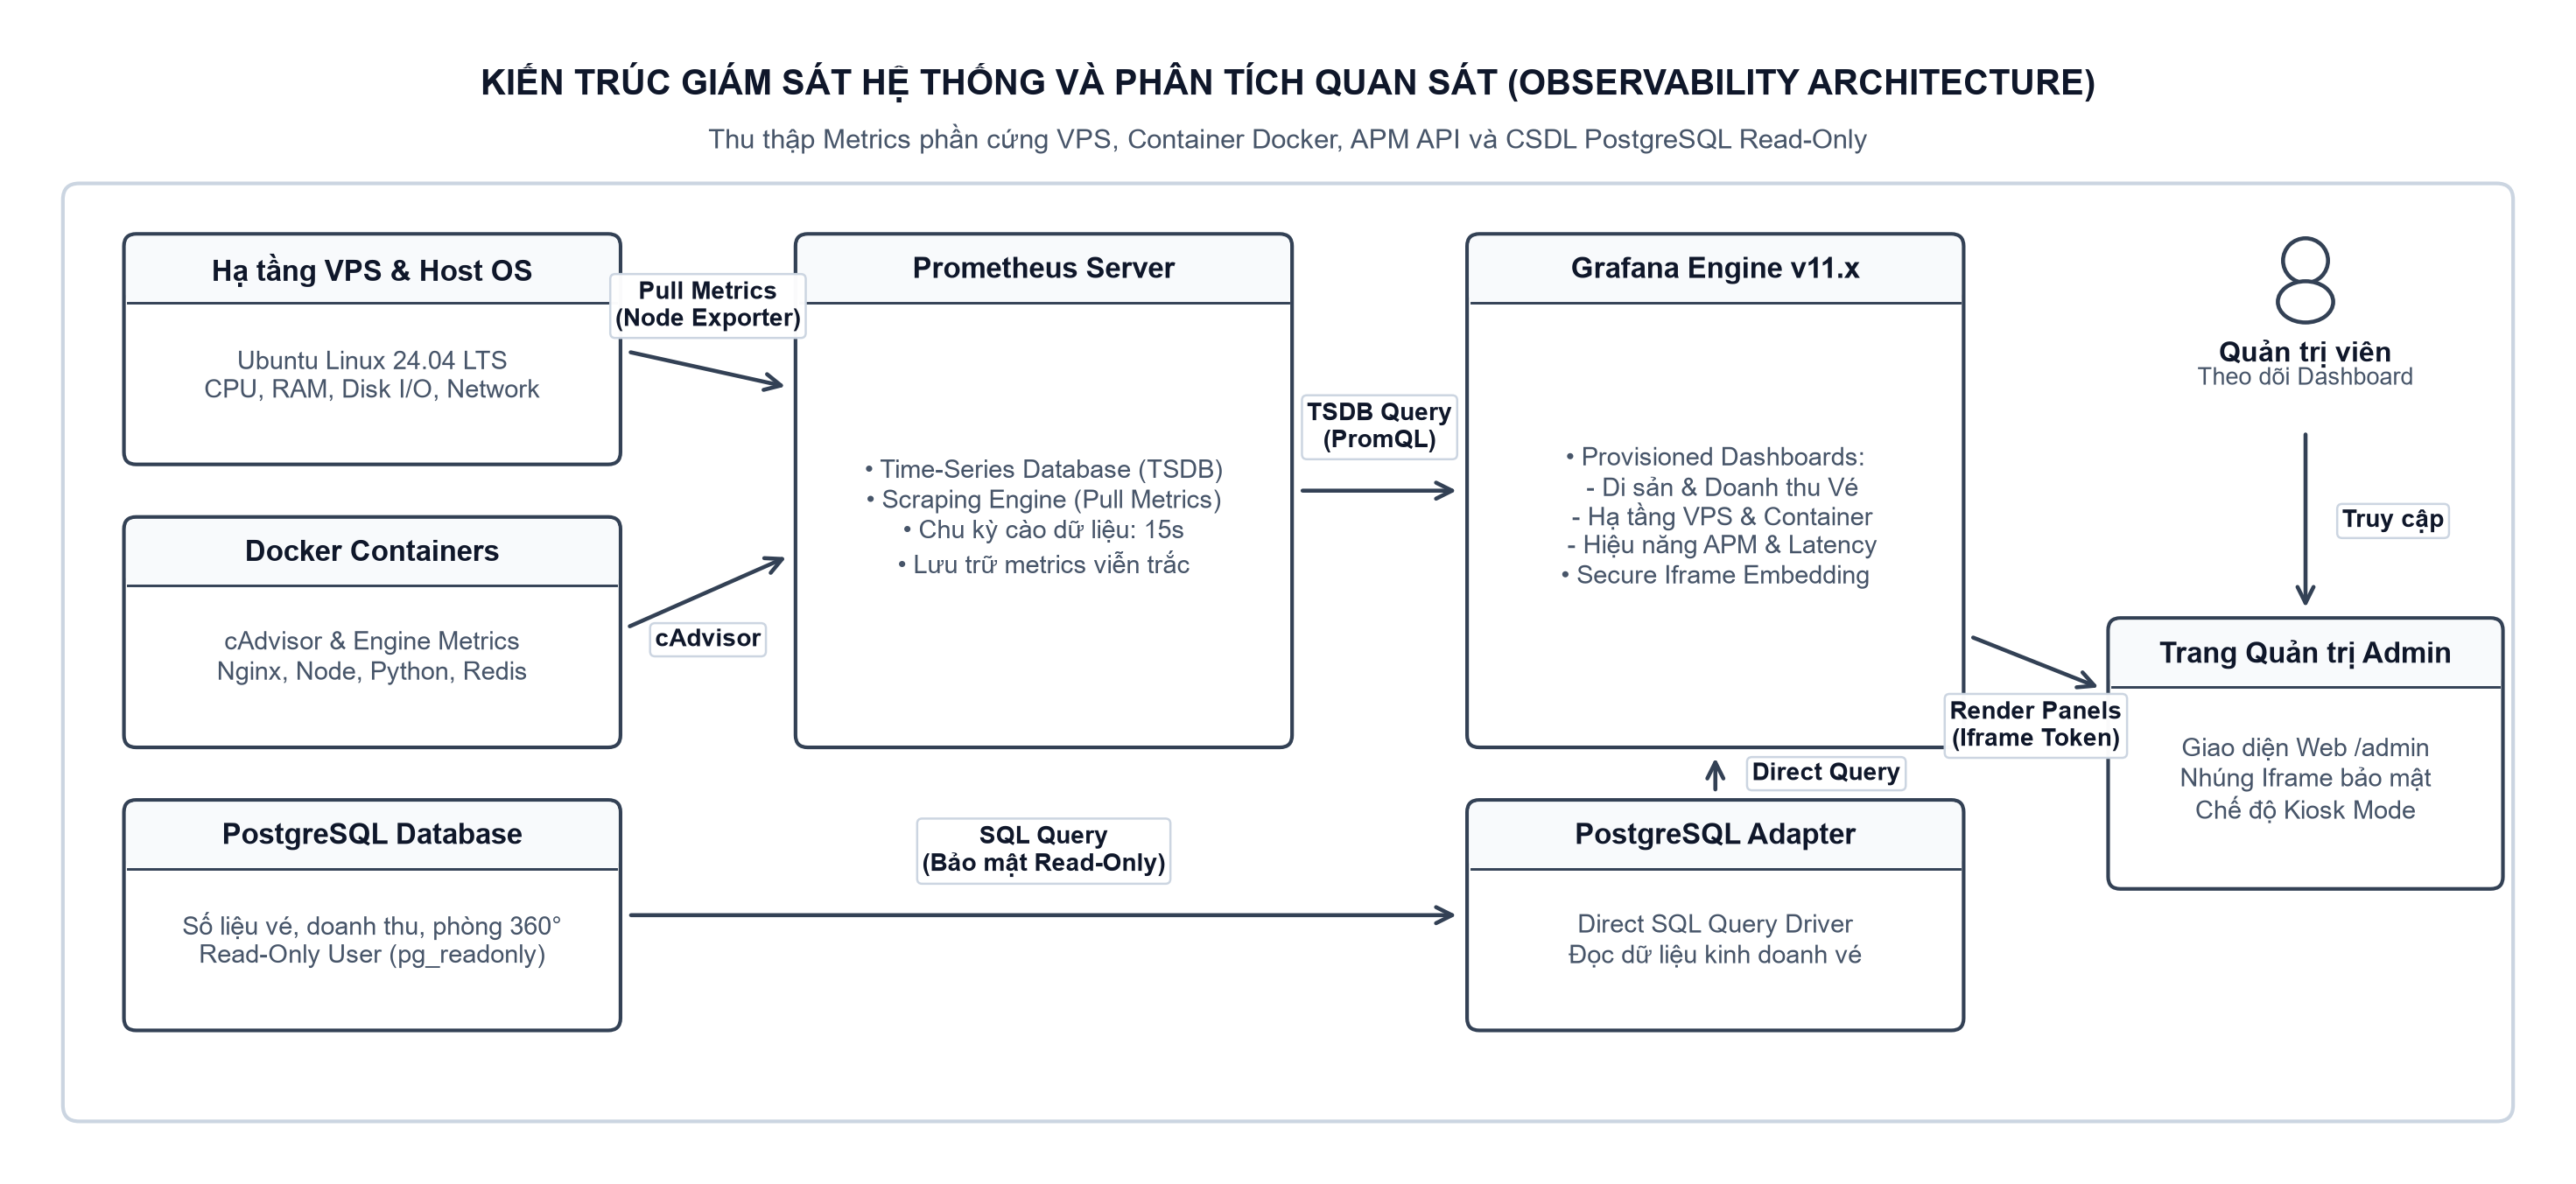 KIẾN TRÚC GIÁM SÁT HỆ THỐNG VÀ PHÂN TÍCH QUAN SÁT (OBSERVABILITY ARCHITECTURE)
Thu thập Metrics phần cứng VPS, Container Docker, APM API và CSDL PostgreSQL Read-Only
Hạ tầng VPS & Host OS
Ubuntu Linux 24.04 LTS
CPU, RAM, Disk I/O, Network
Pull Metrics
(Node Exporter)
Docker Containers
cAdvisor & Engine Metrics
Nginx, Node, Python, Redis
cAdvisor
PostgreSQL Database
Số liệu vé, doanh thu, phòng 360°
Read-Only User (pg_readonly)
SQL Query
(Bảo mật Read-Only)
Prometheus Server
• Time-Series Database (TSDB)
• Scraping Engine (Pull Metrics)
• Chu kỳ cào dữ liệu: 15s
• Lưu trữ metrics viễn trắc
TSDB Query
(PromQL)
Grafana Engine v11.x
• Provisioned Dashboards:
- Di sản & Doanh thu Vé
- Hạ tầng VPS & Container
- Hiệu năng APM & Latency
• Secure Iframe Embedding
Direct Query
PostgreSQL Adapter
Direct SQL Query Driver
Đọc dữ liệu kinh doanh vé
Render Panels
(Iframe Token)
Quản trị viên
Theo dõi Dashboard
Truy cập
Trang Quản trị Admin
Giao diện Web /admin
Nhúng Iframe bảo mật
Chế độ Kiosk Mode